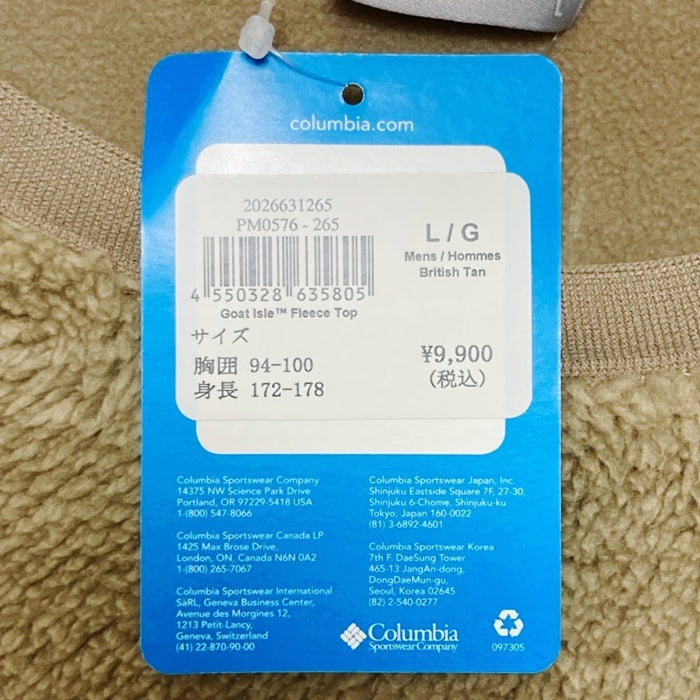 columbia.com
2026631265
PM0576 - 265
4 550328 635805
Goat Isle™ Fleece Top
L / G
Mens / Hommes
British Tan
サイズ
胸囲 94-100
身長 172-178
¥9,900
(税込)
Columbia Sportswear Company
14375 NW Science Park Drive
Portland, OR 97229-5418 USA
1-(800) 547-8066
Columbia Sportswear Canada LP
1425 Max Brose Drive,
London, ON, Canada N6N 0A2
1-(800) 265-7067
Columbia Sportswear International
SàRL, Geneva Business Center,
Avenue des Morgines 12,
1213 Petit-Lancy,
Geneva, Switzerland
(41) 22-870-90-00
Columbia Sportswear Japan, Inc.
Shinjuku Eastside Square 7F, 27-30,
Shinjuku 6-Chome, Shinjuku-ku
Tokyo, Japan 160-0022
(81) 3-6892-4601
Columbia Sportswear Korea
7th F. DaeSung Tower
465-13 JangAn-dong,
DongDaeMun-gu,
Seoul, Korea 02645
(82) 2-540-0277
Columbia
Sportswear Company
097305